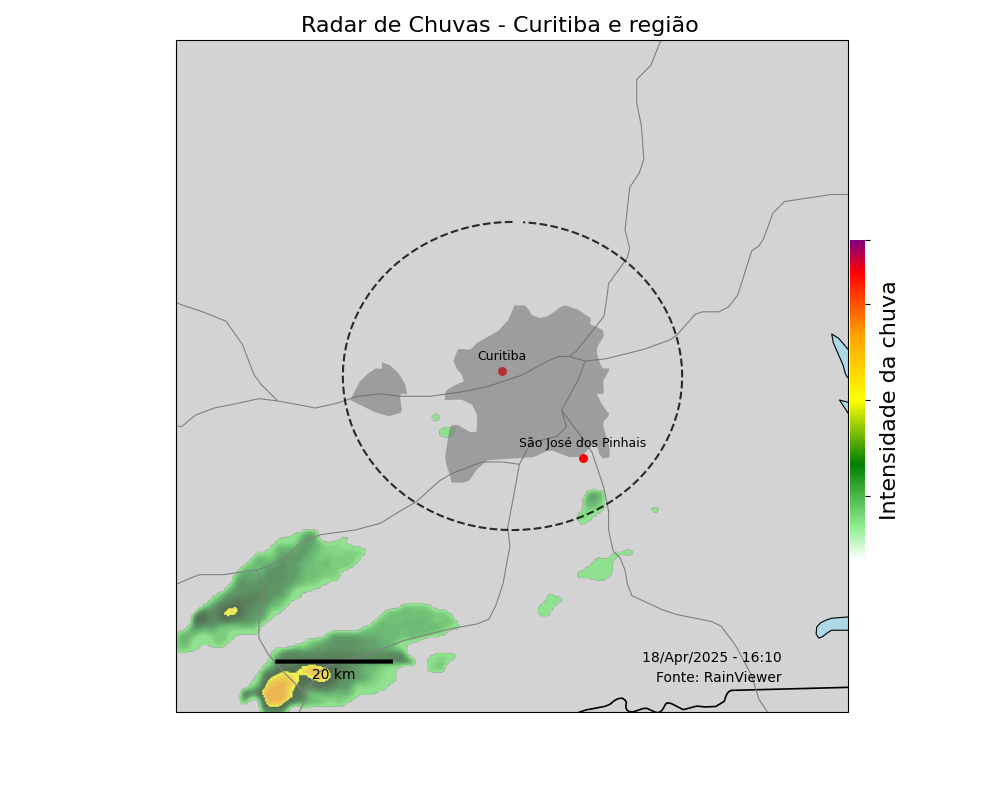 Radar de Chuvas - Curitiba e região
Curitiba
São José dos Pinhais
Intensidade da chuva
18/Apr/2025 - 16:10
20 km
Fonte: RainViewer